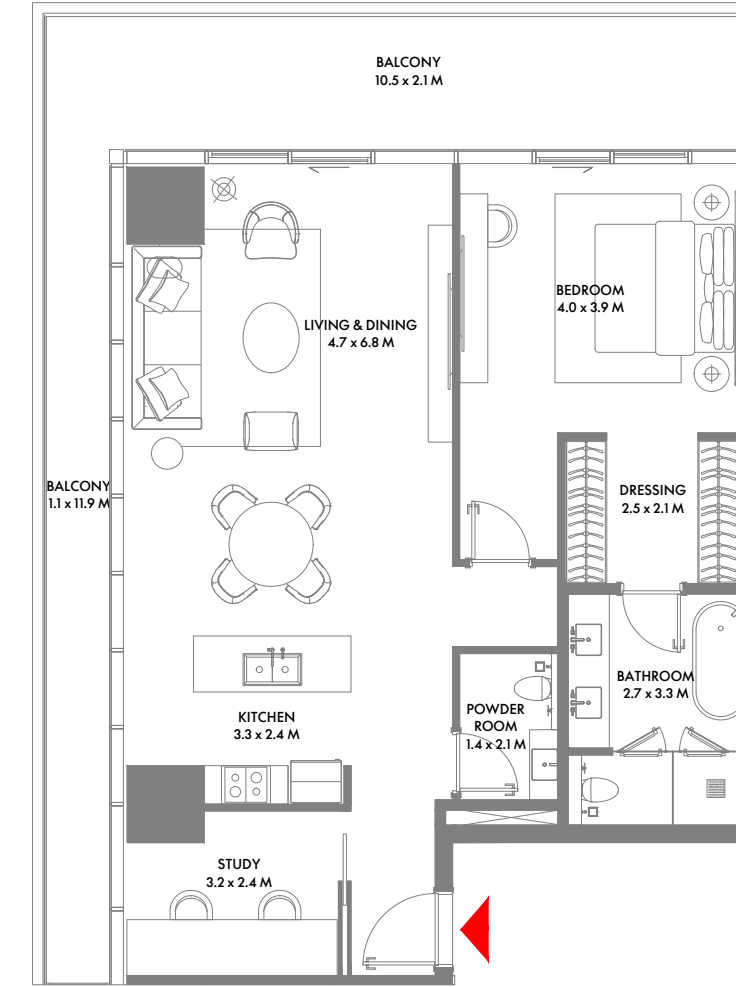 BALCONY
10.5 x 2.1 M
BEDROOM
4.0 x 3.9 M
LIVING & DINING
4.7 x 6.8 M
BALCONY
1.1 x 11.9 M
DRESSING
2.5 x 2.1 M
BATHROOM
2.7 x 3.3 M
POWDER
ROOM
1.4 x 2.1 M
KITCHEN
3.3 x 2.4 M
STUDY
3.2 x 2.4 M